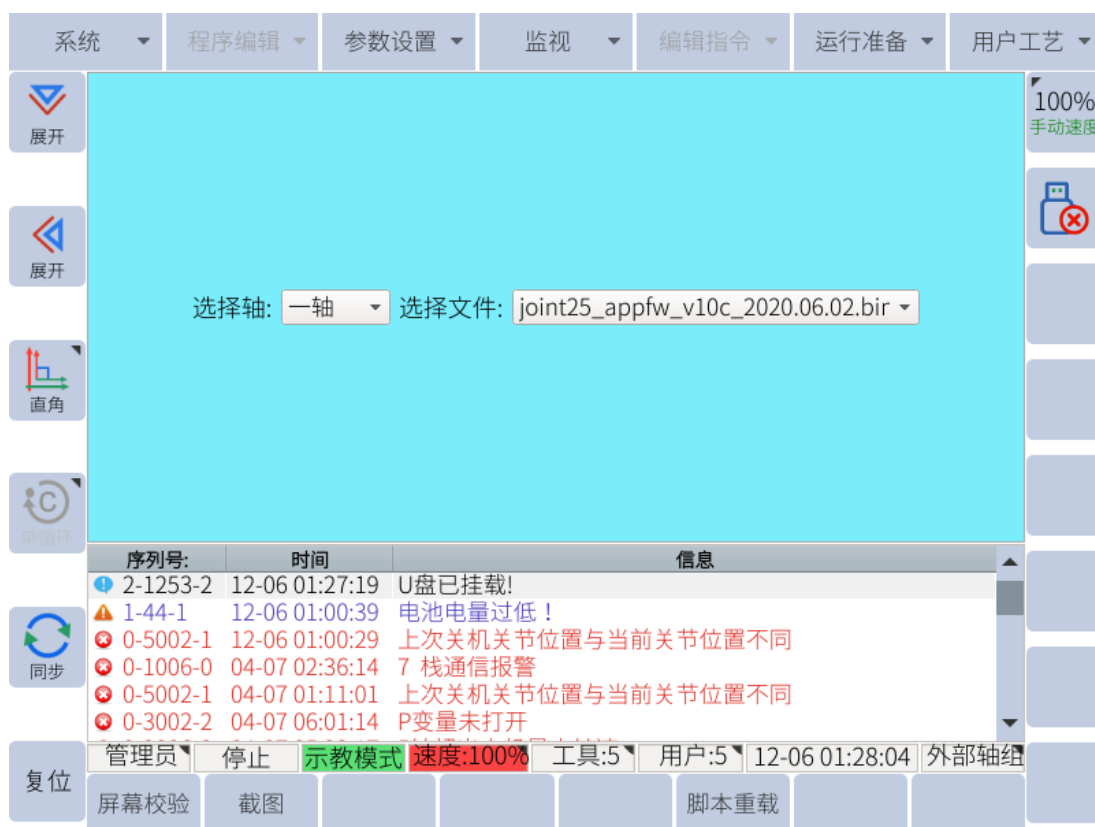 系统 程序编辑 参数设置 监视 编辑指令 运行准备 用户工艺
展开
100%
手动速度
展开
选择轴: 一轴 选择文件: joint25_appfw_v10c_2020.06.02.bir
直角
单循环
序列号: 时间 信息
2-1253-2 12-06 01:27:19 U盘已挂载!
1-44-1 12-06 01:00:39 电池电量过低！
0-5002-1 12-06 01:00:29 上次关机关节位置与当前关节位置不同
0-1006-0 04-07 02:36:14 7 栈通信报警
0-5002-1 04-07 01:11:01 上次关机关节位置与当前关节位置不同
0-3002-2 04-07 06:01:14 P变量未打开
同步
管理员 停止 示教模式 速度:100% 工具:5 用户:5 12-06 01:28:04 外部轴组
复位
屏幕校验 截图 脚本重载